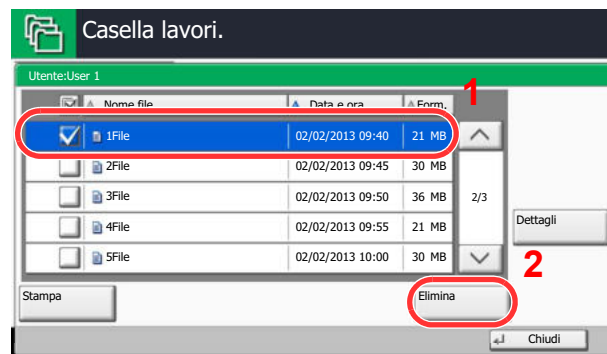 Casella lavori.
Utente:User 1
Nome file Data e ora Form.
1
1File 02/02/2013 09:40 21 MB
2File 02/02/2013 09:45 30 MB
3File 02/02/2013 09:50 36 MB 2/3
4File 02/02/2013 09:55 21 MB
Dettagli
5File 02/02/2013 10:00 30 MB
2
Stampa Elimina
Chiudi